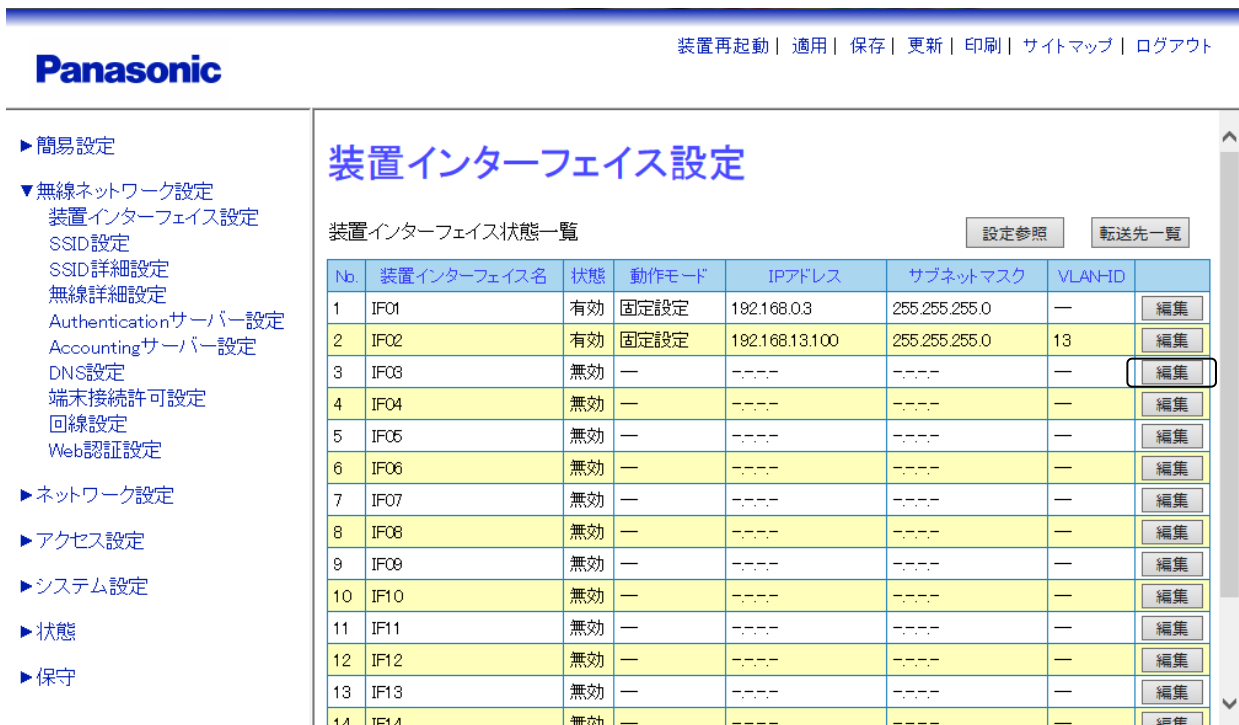 Panasonic
装置再起動| 適用| 保存| 更新| 印刷| サイトマップ| ログアウト
▶簡易設定
▼無線ネットワーク設定
装置インターフェイス設定
SSID設定
SSID詳細設定
無線詳細設定
Authenticationサーバー設定
Accountingサーバー設定
DNS設定
端末接続許可設定
回線設定
Web認証設定
▶ネットワーク設定
▶アクセス設定
▶システム設定
▶状態
▶保守
装置インターフェイス設定
装置インターフェイス状態一覧 設定参照 転送先一覧
No. 装置インターフェイス名 状態 動作モード IPアドレス サブネットマスク VLAN-ID
1 IF01 有効 固定設定 192.168.0.3 255.255.255.0 — 編集
2 IF02 有効 固定設定 192.168.13.100 255.255.255.0 13 編集
3 IF03 無効 — -.-.-.- -.-.-.- — 編集
4 IF04 無効 — -.-.-.- -.-.-.- — 編集
5 IF05 無効 — -.-.-.- -.-.-.- — 編集
6 IF06 無効 — -.-.-.- -.-.-.- — 編集
7 IF07 無効 — -.-.-.- -.-.-.- — 編集
8 IF08 無効 — -.-.-.- -.-.-.- — 編集
9 IF09 無効 — -.-.-.- -.-.-.- — 編集
10 IF10 無効 — -.-.-.- -.-.-.- — 編集
11 IF11 無効 — -.-.-.- -.-.-.- — 編集
12 IF12 無効 — -.-.-.- -.-.-.- — 編集
13 IF13 無効 — -.-.-.- -.-.-.- — 編集
14 IF14 無効 — -.-.-.- -.-.-.- — 編集